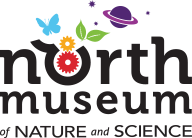 north
museum
of NATURE and SCIENCE